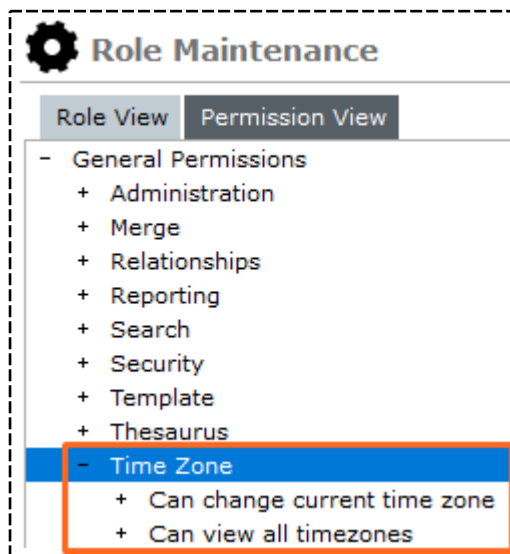 Role Maintenance
Role View Permission View
- General Permissions
+ Administration
+ Merge
+ Relationships
+ Reporting
+ Search
+ Security
+ Template
+ Thesaurus
- Time Zone
+ Can change current time zone
+ Can view all timezones